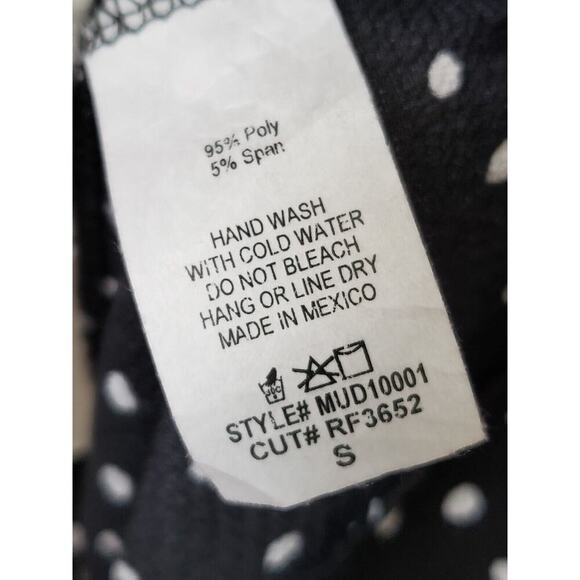 95% Poly
5% Span
HAND WASH
WITH COLD WATER
DO NOT BLEACH
HANG OR LINE DRY
MADE IN MEXICO
STYLE# MUD10001
CUT# RF3652
S